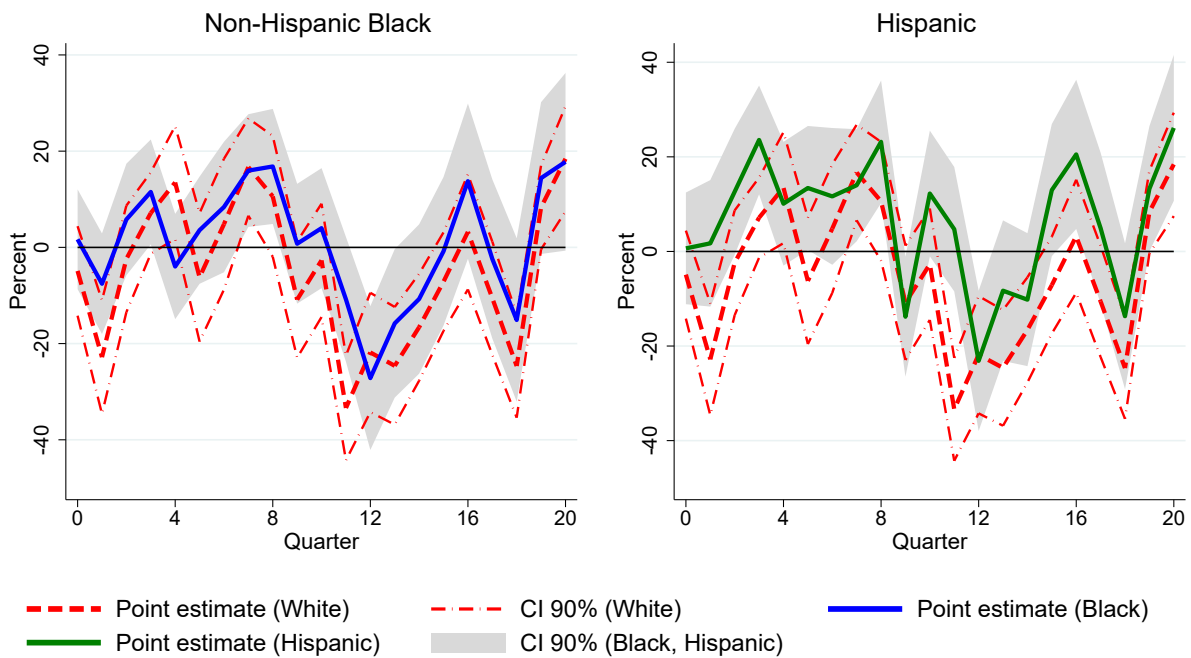 Non-Hispanic Black
Hispanic
40
20
0
-20
-40
Percent
0 4 8 12 16 20
Quarter
40
20
0
-20
-40
Percent
0 4 8 12 16 20
Quarter
Point estimate (White)
CI 90% (White)
Point estimate (Black)
Point estimate (Hispanic)
CI 90% (Black, Hispanic)